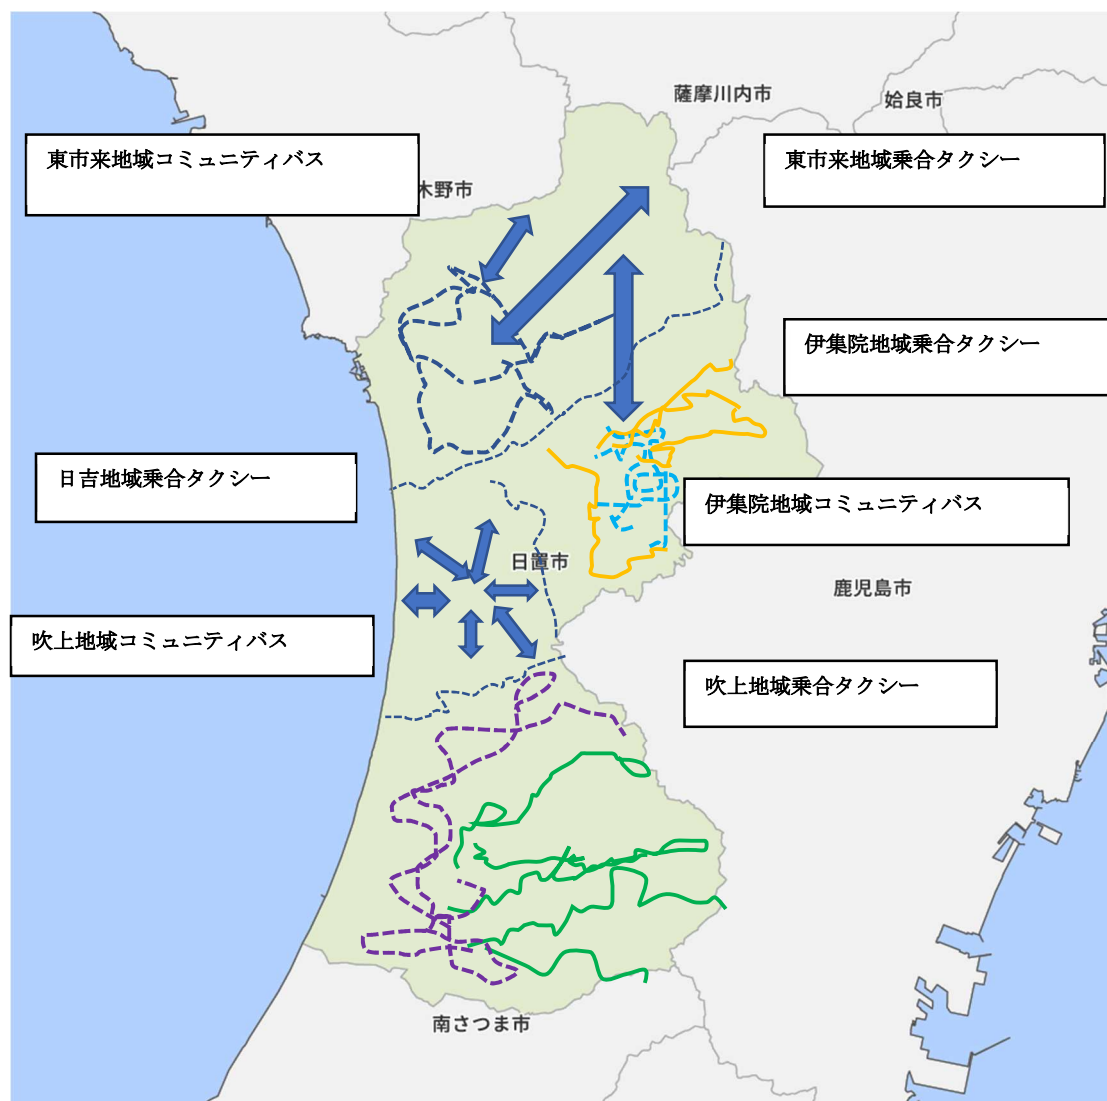 薩摩川内市
姶良市
東市来地域コミュニティバス
東市来地域乗合タクシー
木野市
伊集院地域乗合タクシー
日吉地域乗合タクシー
伊集院地域コミュニティバス
日置市
鹿児島市
吹上地域コミュニティバス
吹上地域乗合タクシー
南さつま市